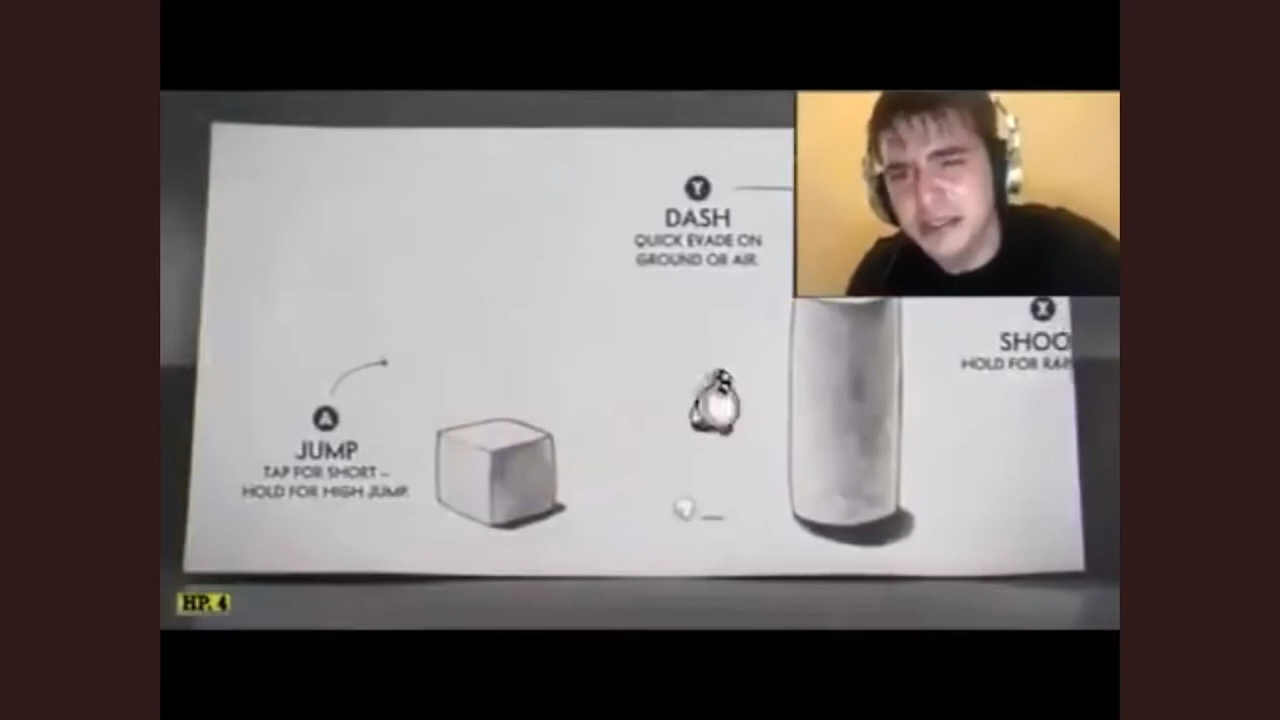 Y
DASH
QUICK EVADE ON
GROUND OR AIR.
X
SHOO
HOLD FOR RAP
A
JUMP
TAP FOR SHORT –
HOLD FOR HIGH JUMP.
HP. 4